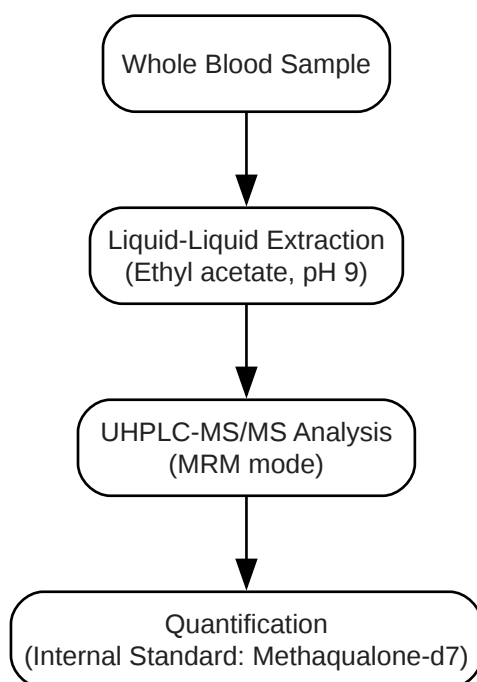 Whole Blood Sample
Liquid-Liquid Extraction
(Ethyl acetate, pH 9)
UHPLC-MS/MS Analysis
(MRM mode)
Quantification
(Internal Standard: Methaqualone-d7)